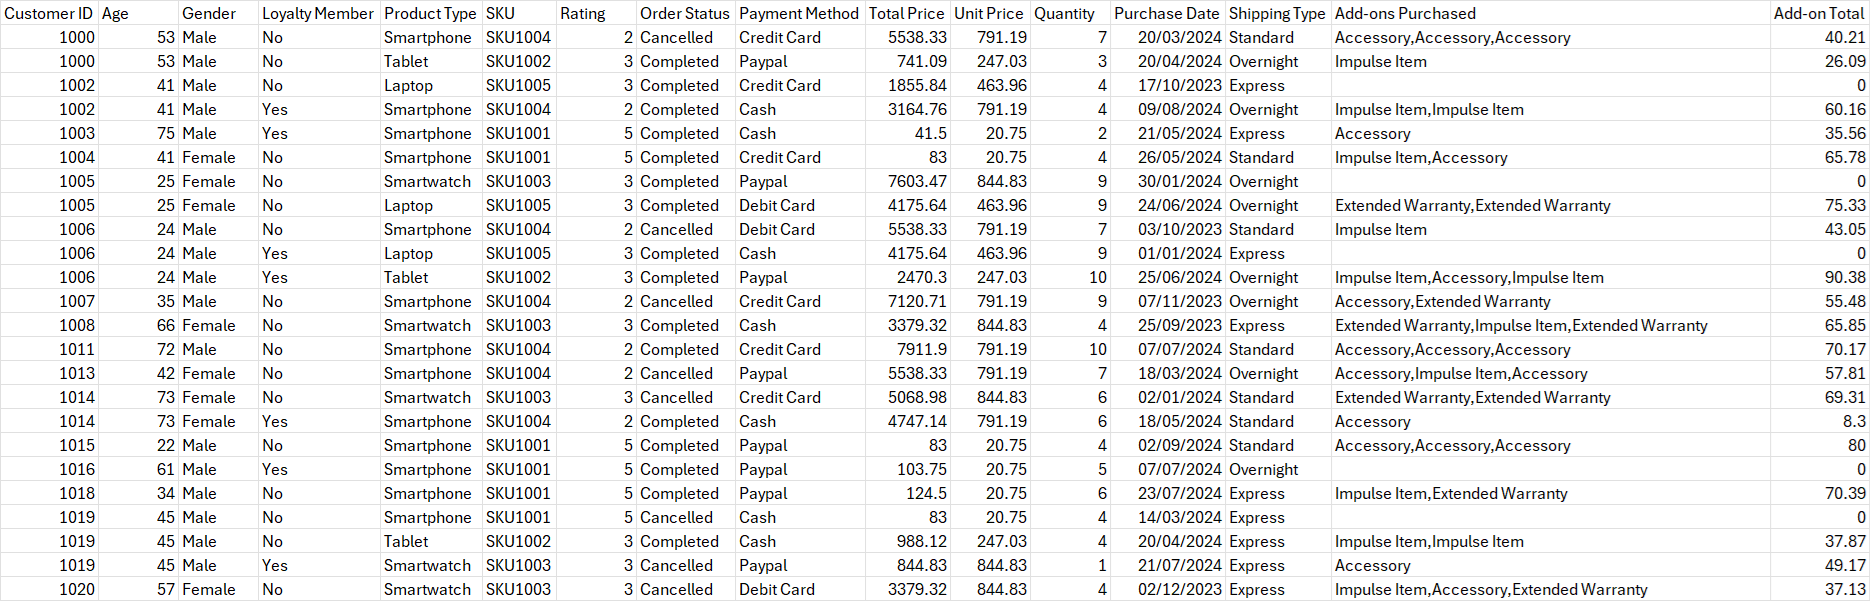 Customer ID Age Gender Loyalty Member Product Type SKU Rating Order Status Payment Method Total Price Unit Price Quantity Purchase Date Shipping Type Add-ons Purchased Add-on Total
1000 53 Male No Smartphone SKU1004 2 Cancelled Credit Card 5538.33 791.19 7 20/03/2024 Standard Accessory,Accessory,Accessory 40.21
1000 53 Male No Tablet SKU1002 3 Completed Paypal 741.09 247.03 3 20/04/2024 Overnight Impulse Item 26.09
1002 41 Male No Laptop SKU1005 3 Completed Credit Card 1855.84 463.96 4 17/10/2023 Express 0
1002 41 Male Yes Smartphone SKU1004 2 Completed Cash 3164.76 791.19 4 09/08/2024 Overnight Impulse Item,Impulse Item 60.16
1003 75 Male Yes Smartphone SKU1001 5 Completed Cash 41.5 20.75 2 21/05/2024 Express Accessory 35.56
1004 41 Female No Smartphone SKU1001 5 Completed Credit Card 83 20.75 4 26/05/2024 Standard Impulse Item,Accessory 65.78
1005 25 Female No Smartwatch SKU1003 3 Completed Paypal 7603.47 844.83 9 30/01/2024 Overnight 0
1005 25 Female No Laptop SKU1005 3 Completed Debit Card 4175.64 463.96 9 24/06/2024 Overnight Extended Warranty,Extended Warranty 75.33
1006 24 Male No Smartphone SKU1004 2 Cancelled Debit Card 5538.33 791.19 7 03/10/2023 Standard Impulse Item 43.05
1006 24 Male Yes Laptop SKU1005 3 Completed Cash 4175.64 463.96 9 01/01/2024 Express 0
1006 24 Male Yes Tablet SKU1002 3 Completed Paypal 2470.3 247.03 10 25/06/2024 Overnight Impulse Item,Accessory,Impulse Item 90.38
1007 35 Male No Smartphone SKU1004 2 Cancelled Credit Card 7120.71 791.19 9 07/11/2023 Overnight Accessory,Extended Warranty 55.48
1008 66 Female No Smartwatch SKU1003 3 Completed Cash 3379.32 844.83 4 25/09/2023 Express Extended Warranty,Impulse Item,Extended Warranty 65.85
1011 72 Male No Smartphone SKU1004 2 Completed Credit Card 7911.9 791.19 10 07/07/2024 Standard Accessory,Accessory,Accessory 70.17
1013 42 Female No Smartphone SKU1004 2 Cancelled Paypal 5538.33 791.19 7 18/03/2024 Overnight Accessory,Impulse Item,Accessory 57.81
1014 73 Female No Smartwatch SKU1003 3 Cancelled Credit Card 5068.98 844.83 6 02/01/2024 Standard Extended Warranty,Extended Warranty 69.31
1014 73 Female Yes Smartphone SKU1004 2 Completed Cash 4747.14 791.19 6 18/05/2024 Standard Accessory 8.3
1015 22 Male No Smartphone SKU1001 5 Completed Paypal 83 20.75 4 02/09/2024 Standard Accessory,Accessory,Accessory 80
1016 61 Male Yes Smartphone SKU1001 5 Completed Paypal 103.75 20.75 5 07/07/2024 Overnight 0
1018 34 Male No Smartphone SKU1001 5 Completed Paypal 124.5 20.75 6 23/07/2024 Express Impulse Item,Extended Warranty 70.39
1019 45 Male No Smartphone SKU1001 5 Cancelled Cash 83 20.75 4 14/03/2024 Express 0
1019 45 Male No Tablet SKU1002 3 Completed Cash 988.12 247.03 4 20/04/2024 Express Impulse Item,Impulse Item 37.87
1019 45 Male Yes Smartwatch SKU1003 3 Cancelled Paypal 844.83 844.83 1 21/07/2024 Express Accessory 49.17
1020 57 Female No Smartwatch SKU1003 3 Cancelled Debit Card 3379.32 844.83 4 02/12/2023 Express Impulse Item,Accessory,Extended Warranty 37.13